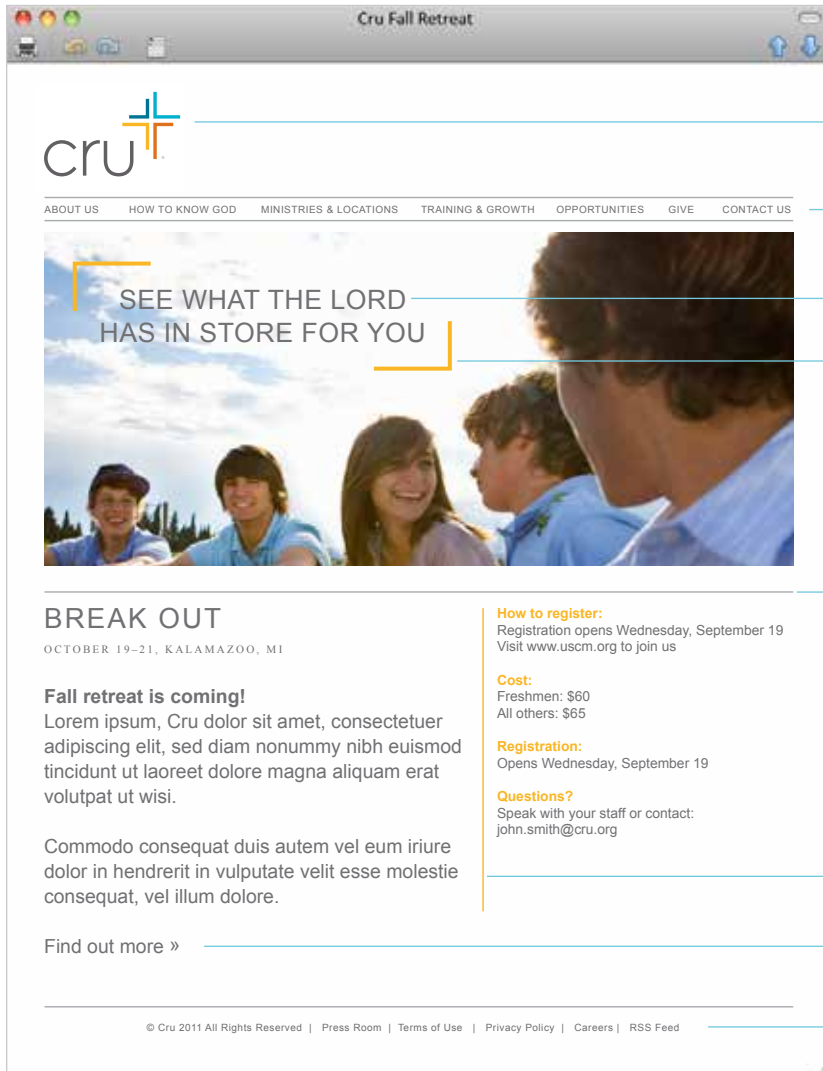 Cru Fall Retreat
cru
ABOUT US HOW TO KNOW GOD MINISTRIES & LOCATIONS TRAINING & GROWTH OPPORTUNITIES GIVE CONTACT US
SEE WHAT THE LORD
HAS IN STORE FOR YOU
BREAK OUT
OCTOBER 19–21, KALAMAZOO, MI
Fall retreat is coming!
Lorem ipsum, Cru dolor sit amet, consectetuer
adipiscing elit, sed diam nonummy nibh euismod
tincidunt ut laoreet dolore magna aliquam erat
volutpat ut wisi.
Commodo consequat duis autem vel eum iriure
dolor in hendrerit in vulputate velit esse molestie
consequat, vel illum dolore.
Find out more »
How to register:
Registration opens Wednesday, September 19
Visit www.uscm.org to join us
Cost:
Freshmen: $60
All others: $65
Registration:
Opens Wednesday, September 19
Questions?
Speak with your staff or contact:
john.smith@cru.org
© Cru 2011 All Rights Reserved | Press Room | Terms of Use | Privacy Policy | Careers | RSS Feed